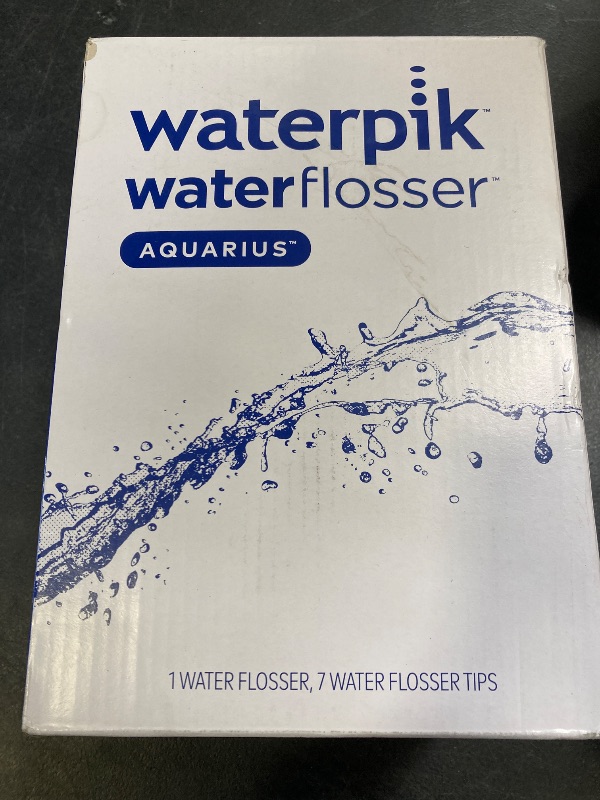 waterpik™
waterflosser™
AQUARIUS™
1 WATER FLOSSER, 7 WATER FLOSSER TIPS